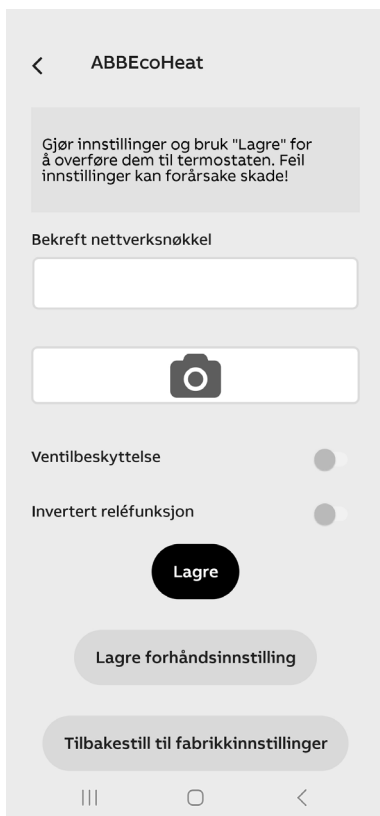 ABBEcoHeat
Gjør innstillinger og bruk "Lagre" for
å overføre dem til termostaten. Feil
innstillinger kan forårsake skade!
Bekreft nettverksnøkkel
Ventilbeskyttelse
Invertert reléfunksjon
Lagre
Lagre forhåndsinnstilling
Tilbakestill til fabrikkinnstillinger